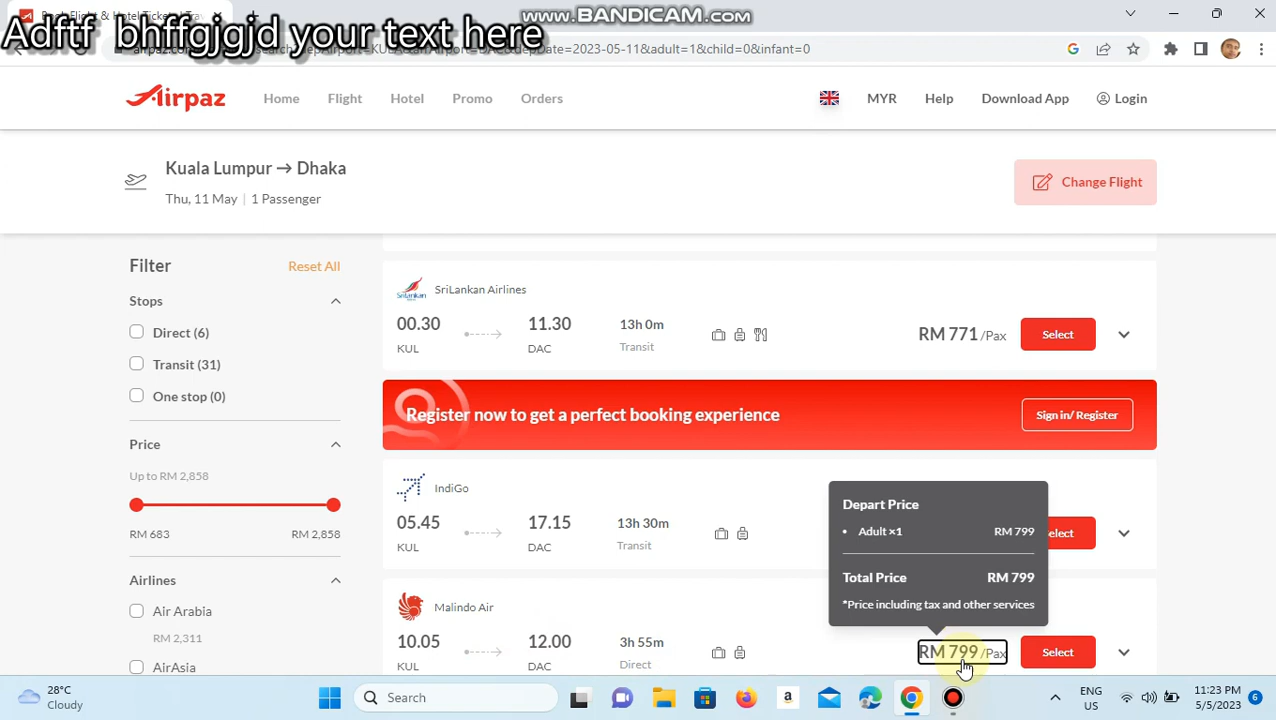 www.BANDICAM.com
Adftf bhffgjgjd your text here
Airpaz
Home Flight Hotel Promo Orders
MYR Help Download App Login
Kuala Lumpur → Dhaka
Thu, 11 May | 1 Passenger
Change Flight
Filter Reset All
Stops
Direct (6)
Transit (31)
One stop (0)
Price
Up to RM 2,858
RM 683 RM 2,858
Airlines
Air Arabia
RM 2,311
AirAsia
SriLankan Airlines
00.30 11.30 13h 0m RM 771 /Pax Select
KUL DAC Transit
Register now to get a perfect booking experience Sign in/ Register
IndiGo
05.45 17.15 13h 30m
KUL DAC Transit
Depart Price
• Adult ×1 RM 799
Total Price RM 799
*Price including tax and other services
Malindo Air
10.05 12.00 3h 55m RM 799 /Pax Select
KUL DAC Direct
28°C
Cloudy
Search
ENG
US
11:23 PM
5/5/2023
6